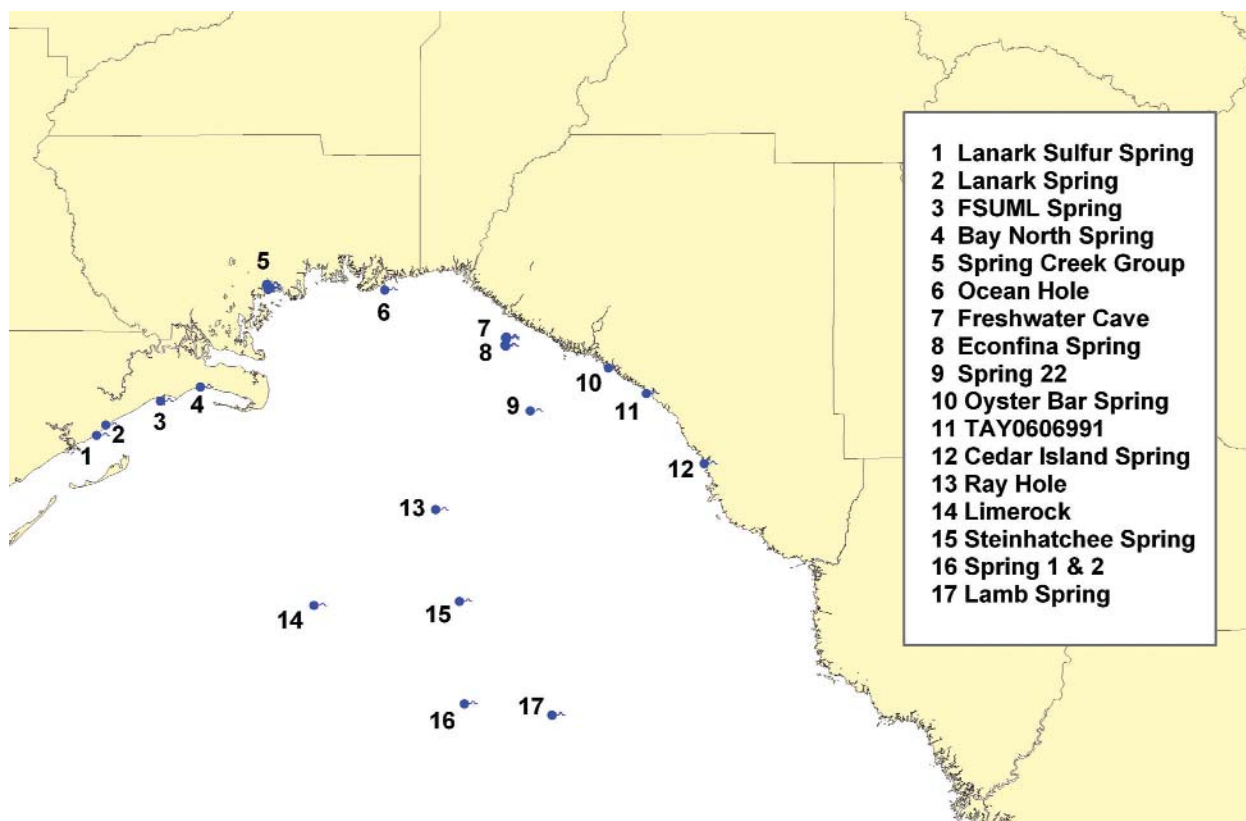 1 Lanark Sulfur Spring
2 Lanark Spring
3 FSUML Spring
4 Bay North Spring
5 Spring Creek Group
6 Ocean Hole
7 Freshwater Cave
8 Econfina Spring
9 Spring 22
10 Oyster Bar Spring
11 TAY0606991
12 Cedar Island Spring
13 Ray Hole
14 Limerock
15 Steinhatchee Spring
16 Spring 1 & 2
17 Lamb Spring
5
6
7
8
10
4
3
9
11
2
1
12
13
14
15
16
17